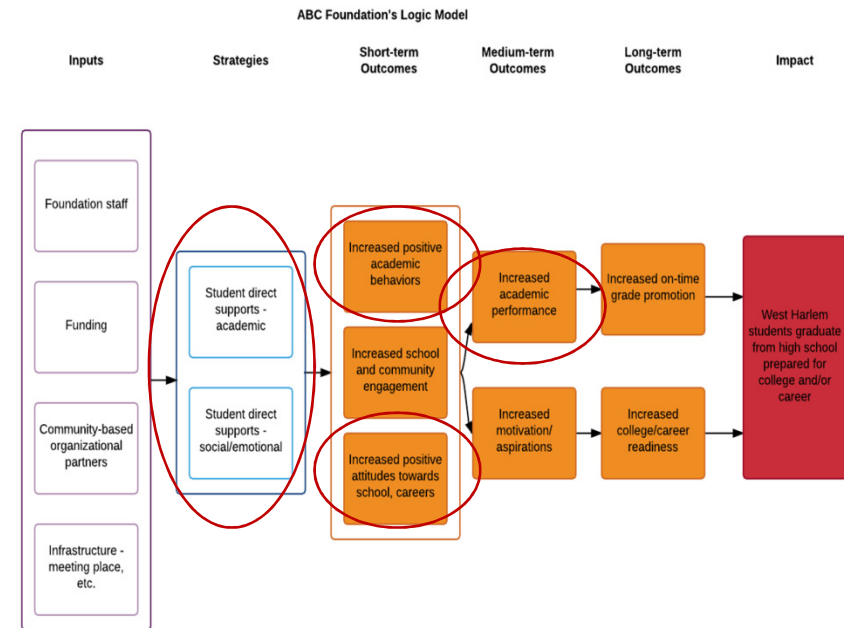 ABC Foundation's Logic Model
Inputs
Strategies
Short-term
Outcomes
Medium-term
Outcomes
Long-term
Outcomes
Impact
Foundation staff
Funding
Community-based
organizational
partners
Infrastructure -
meeting place,
etc.
Student direct
supports -
academic
Student direct
supports -
social/emotional
Increased positive
academic
behaviors
Increased school
and community
engagement
Increased positive
attitudes towards
school, careers
Increased
academic
performance
Increased
motivation/
aspirations
Increased on-time
grade promotion
Increased
college/career
readiness
West Harlem
students graduate
from high school
prepared for
college and/or
career